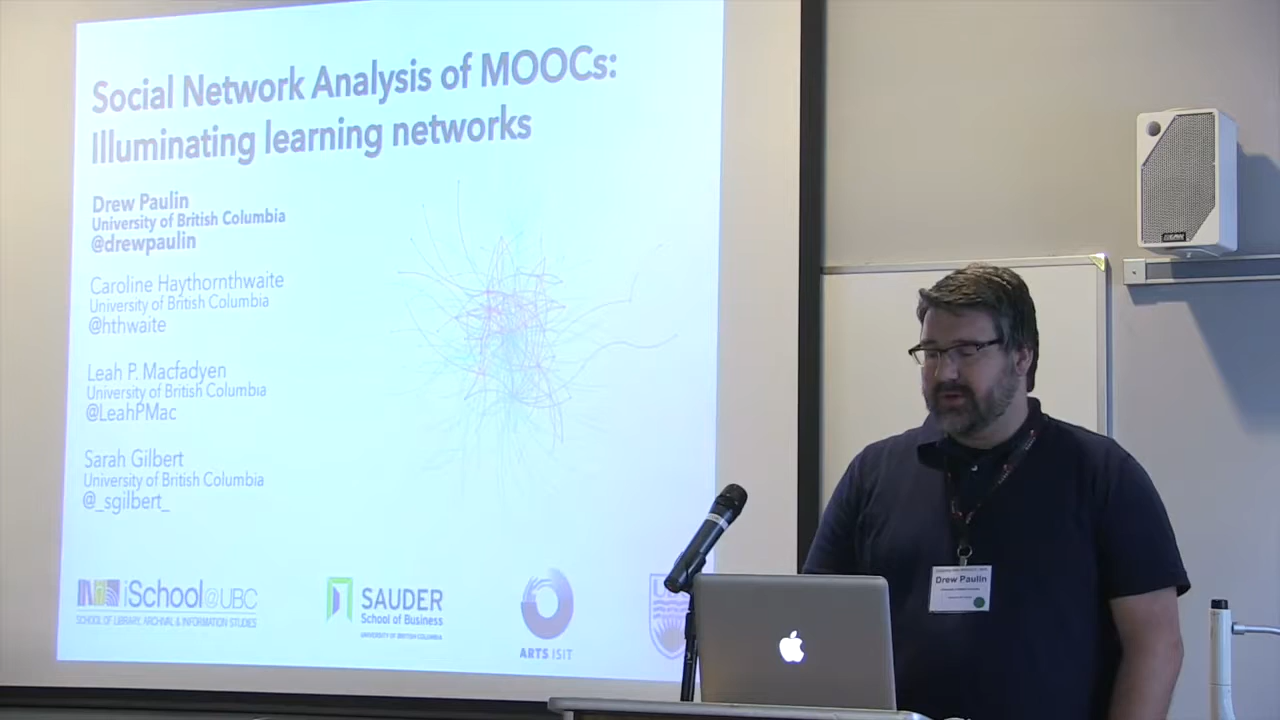 Social Network Analysis of MOOCs:
Illuminating learning networks
Drew Paulin
University of British Columbia
@drewpaulin
Caroline Haythornthwaite
University of British Columbia
@hthwaite
Leah P. Macfadyen
University of British Columbia
@LeahPMac
Sarah Gilbert
University of British Columbia
@_sgilbert_
iSchool@UBC
SCHOOL OF LIBRARY, ARCHIVAL & INFORMATION STUDIES
SAUDER
School of Business
UNIVERSITY OF BRITISH COLUMBIA
ARTS ISIT
Drew Paulin